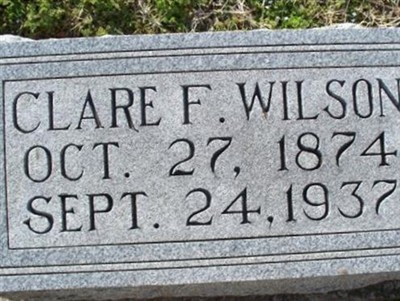 CLARE F. WILSON
OCT. 27, 1874
SEPT. 24, 1937